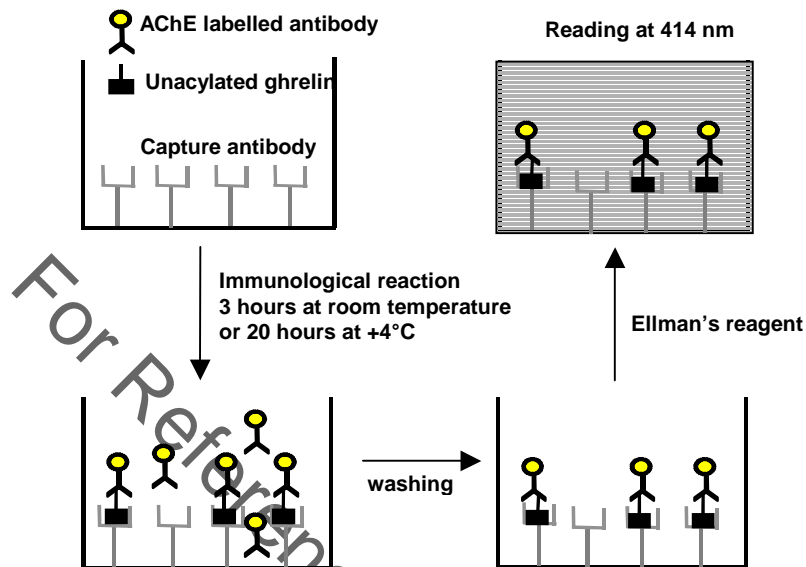 AChE labelled antibody
Unacylated ghrelin
Capture antibody
Reading at 414 nm
Immunological reaction
3 hours at room temperature
or 20 hours at +4°C
Ellman's reagent
washing
For Referen